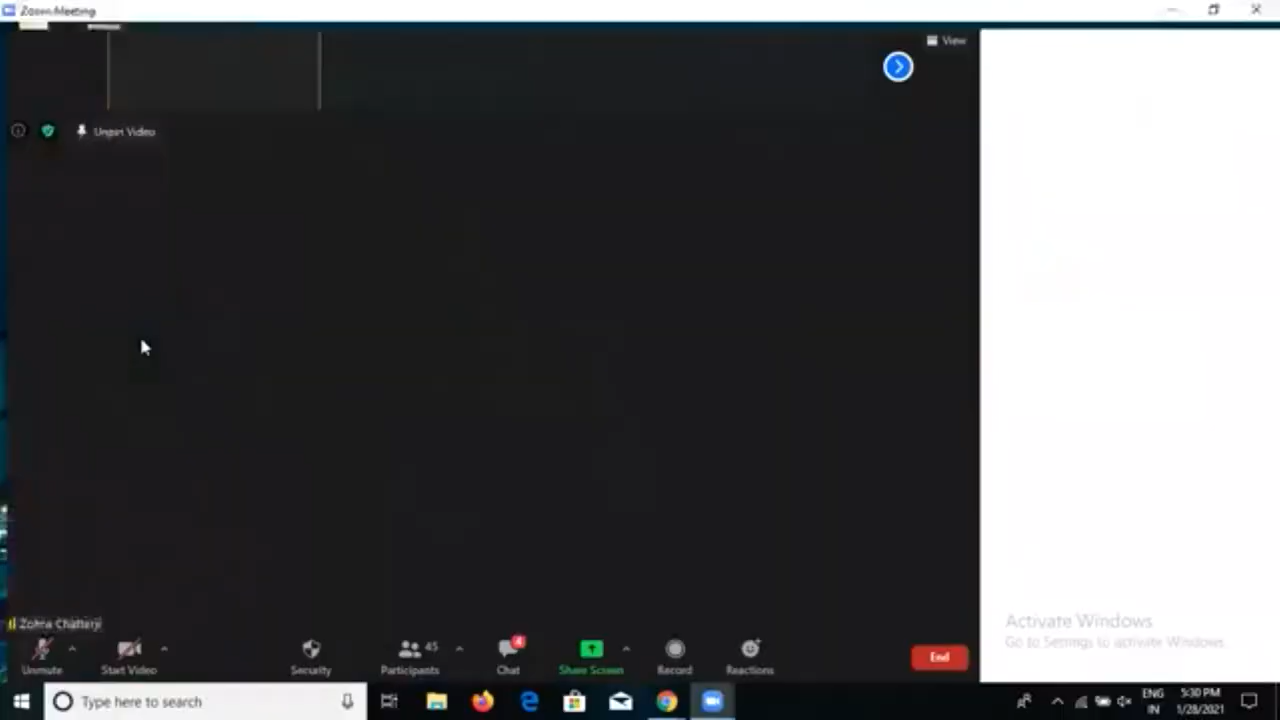 Zoom Meeting
View
Unpin Video
Zohra Chatterji
Unmute
Start Video
Security
45
Participants
4
Chat
Share Screen
Record
Reactions
End
Activate Windows
Go to Settings to activate Windows.
Type here to search
ENG
IN
5:30 PM
1/28/2021